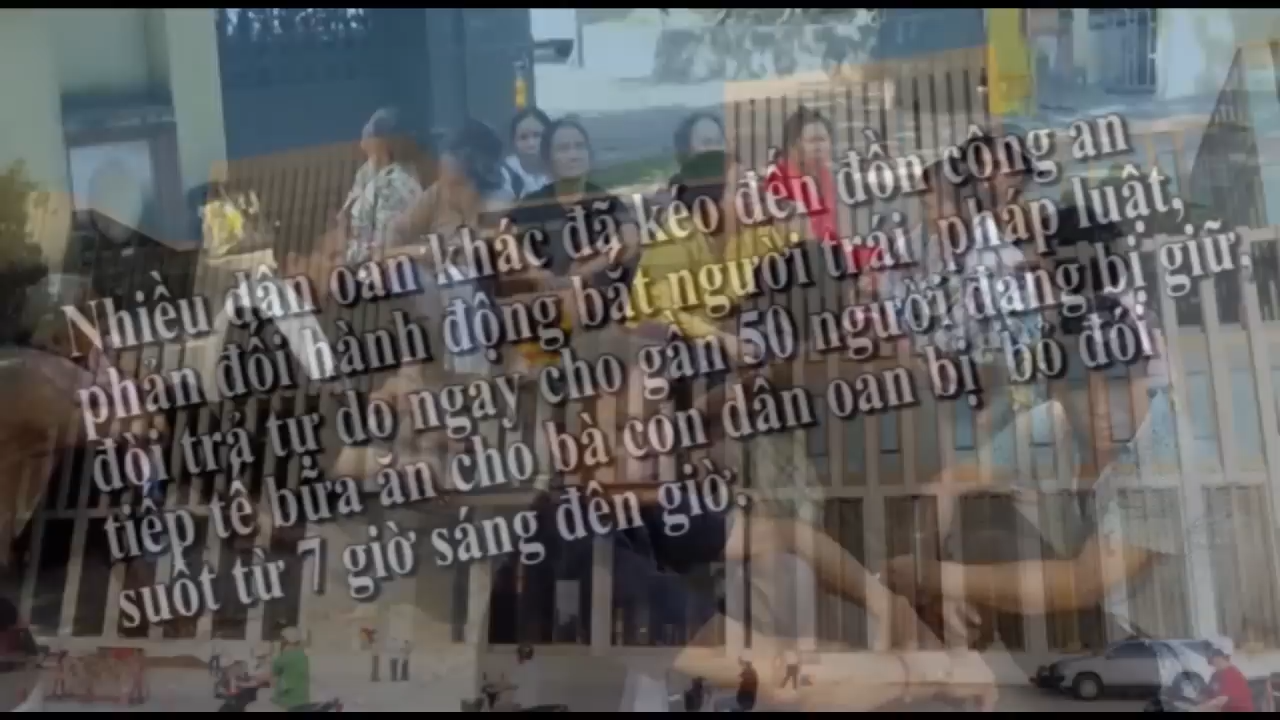 Nhiều dân oan khác đã kéo đến đồn công an
phản đối hành động bắt người trái pháp luật,
đòi trả tự do ngay cho gần 50 người đang bị giữ.
tiếp tế bữa ăn cho bà con dân oan bị bỏ đói
suốt từ 7 giờ sáng đên giờ.